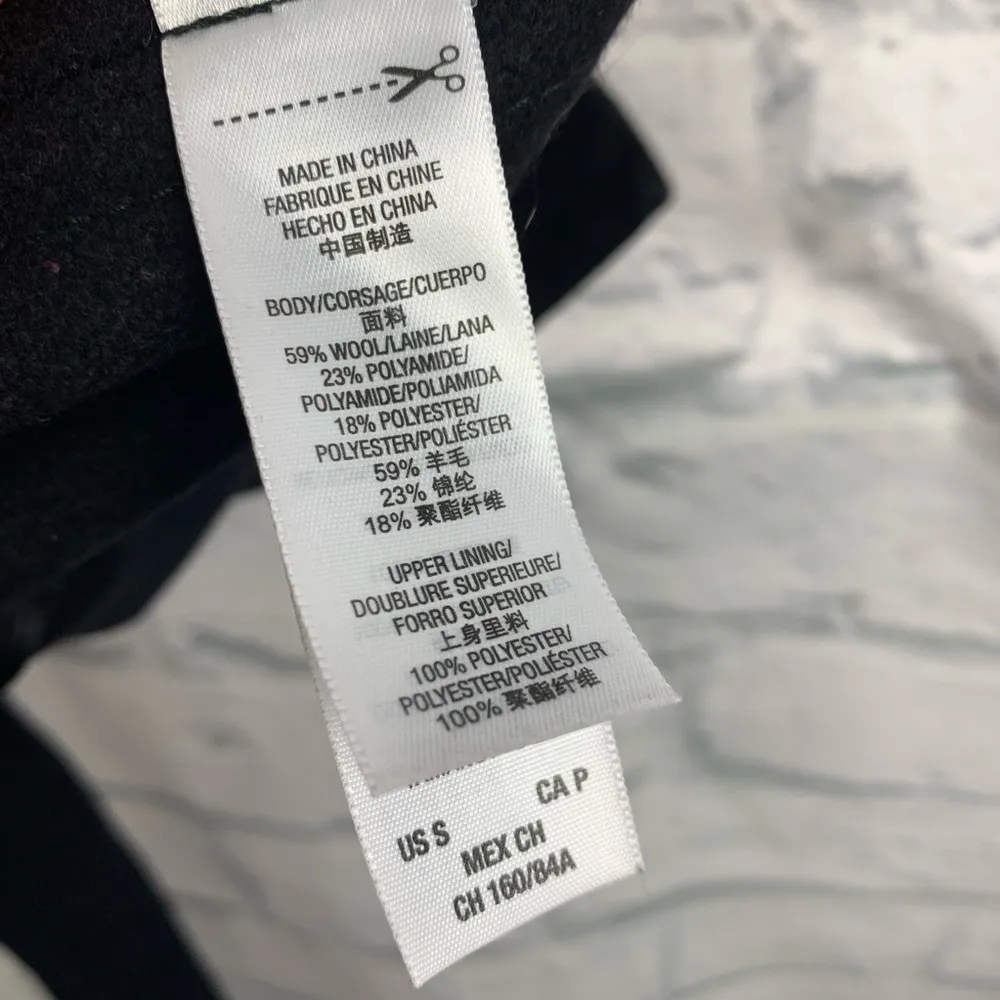 MADE IN CHINA
FABRIQUE EN CHINE
HECHO EN CHINA
中国制造
BODY/CORSAGE/CUERPO
面料
59% WOOL/LAINE/LANA
23% POLYAMIDE/
POLYAMIDE/POLIAMIDA
18% POLYESTER/
POLYESTER/POLIÉSTER
59% 羊毛
23% 锦纶
18% 聚酯纤维
UPPER LINING/
DOUBLURE SUPERIEURE/
FORRO SUPERIOR
上身里料
100% POLYESTER/
POLYESTER/POLIÉSTER
100% 聚酯纤维
US S CA P
MEX CH
CH 160/84A